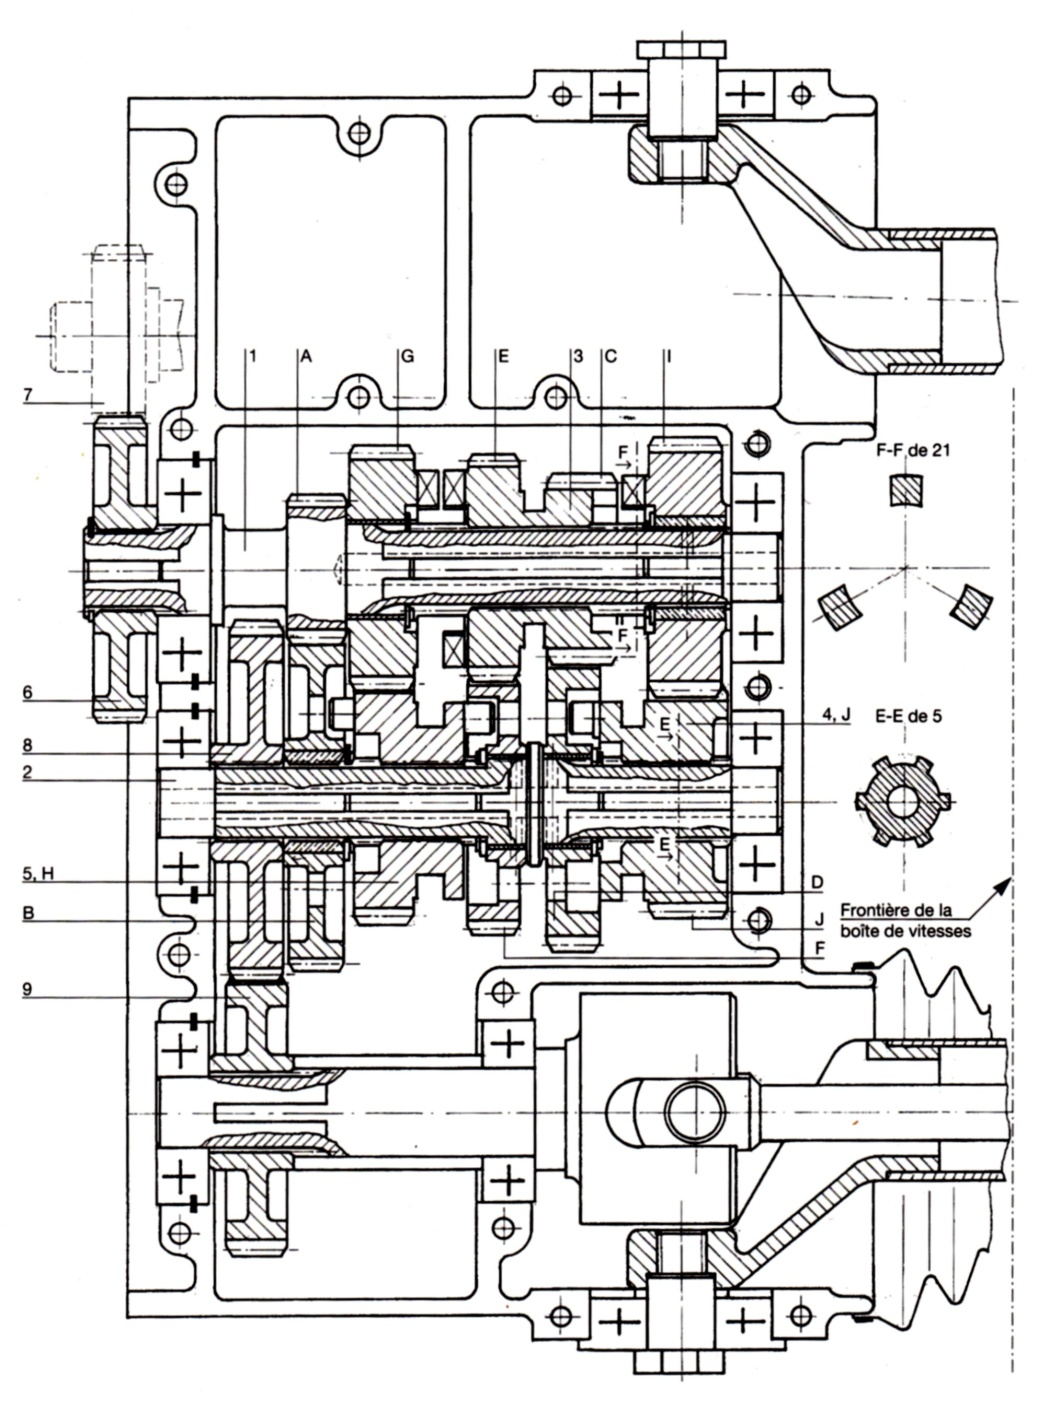 1
A
G
E
3
C
I
7
F
F-F de 21
F
6
4, J
E-E de 5
E
8
2
E
5, H
D
B
J
Frontière de la
boîte de vitesses
F
9